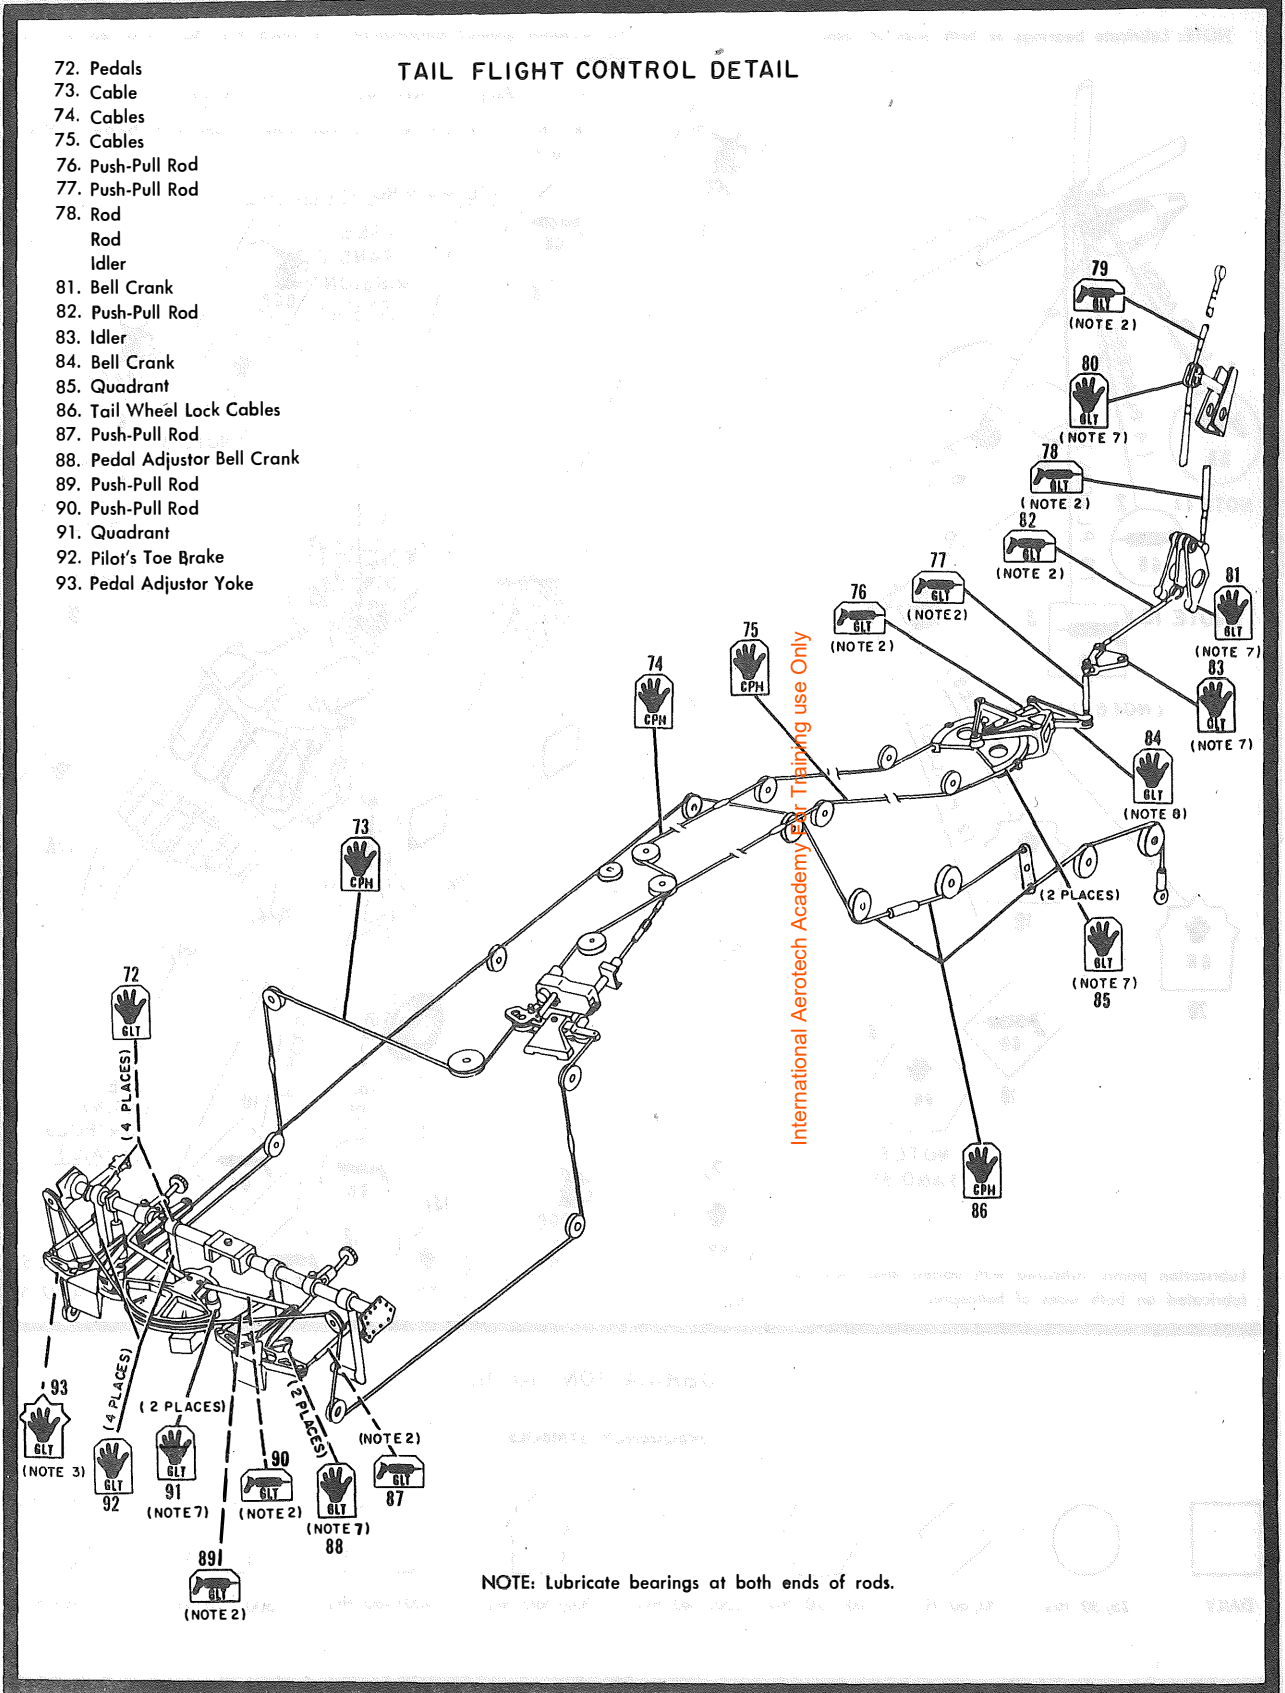 TAIL FLIGHT CONTROL DETAIL
72. Pedals
73. Cable
74. Cables
75. Cables
76. Push-Pull Rod
77. Push-Pull Rod
78. Rod
Rod
Idler
81. Bell Crank
82. Push-Pull Rod
83. Idler
84. Bell Crank
85. Quadrant
86. Tail Wheel Lock Cables
87. Push-Pull Rod
88. Pedal Adjustor Bell Crank
89. Push-Pull Rod
90. Push-Pull Rod
91. Quadrant
92. Pilot's Toe Brake
93. Pedal Adjustor Yoke
79
GLT
(NOTE 2)
80
GLT
(NOTE 7)
78
GLT
(NOTE 2)
82
GLT
(NOTE 2)
77
GLT
(NOTE 2)
76
GLT
(NOTE 2)
81
GLT
(NOTE 7)
83
GLT
(NOTE 7)
75
CPH
74
CPH
84
GLT
(NOTE 8)
73
CPH
(2 PLACES)
GLT
(NOTE 7)
85
72
GLT
(4 PLACES)
CPH
86
International Aerotech Academy For Training use Only
93
GLT
(NOTE 3)
(4 PLACES)
GLT
92
(2 PLACES)
GLT
91
(NOTE 7)
90
GLT
(NOTE 2)
(2 PLACES)
GLT
(NOTE 7)
88
(NOTE 2)
GLT
87
89
GLT
(NOTE 2)
NOTE: Lubricate bearings at both ends of rods.